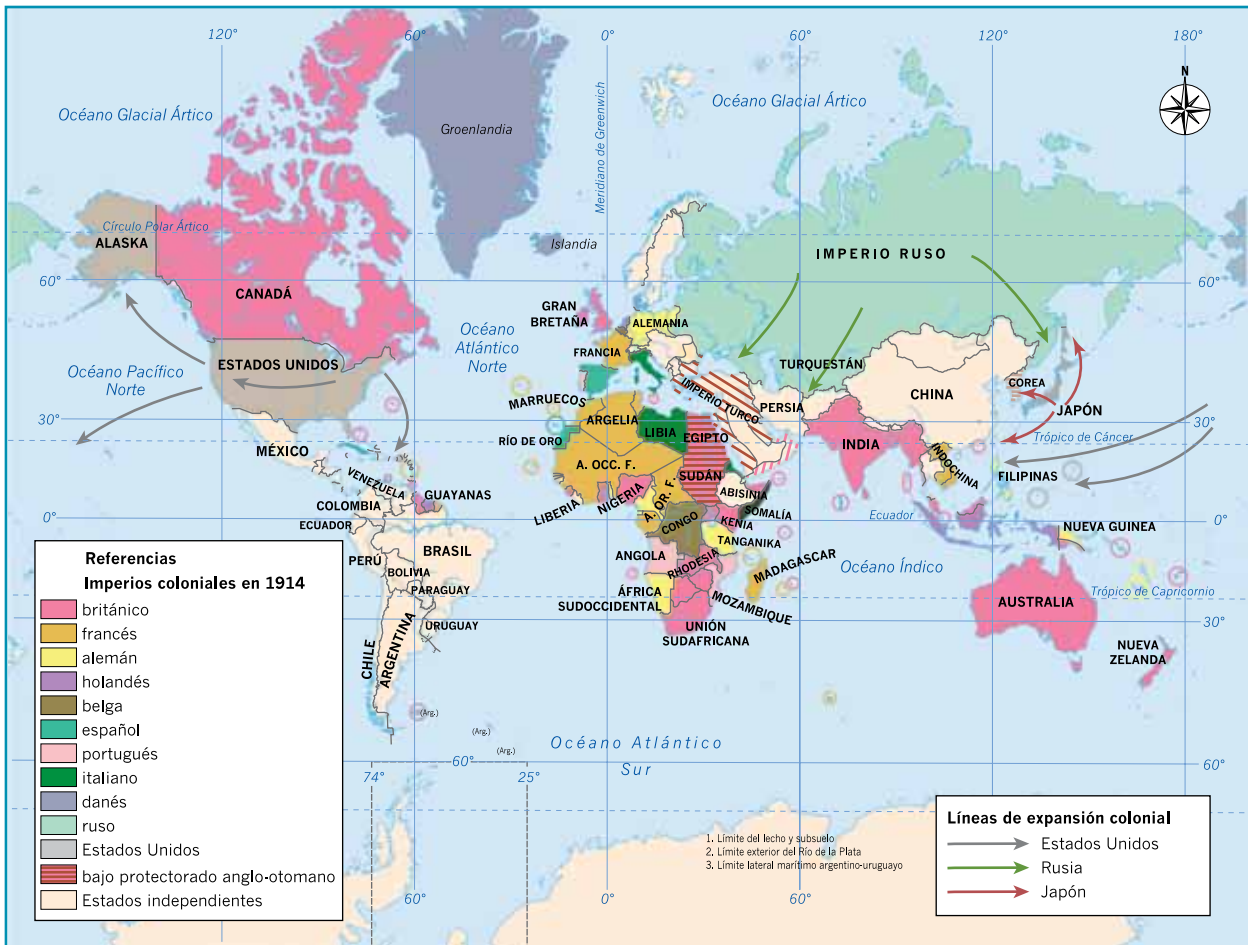 120°
60°
0°
60°
120°
180°
N
Océano Glacial Ártico
Océano Glacial Ártico
Groenlandia
Meridiano de Greenwich
Círculo Polar Ártico
ALASKA
Islandia
IMPERIO RUSO
60°
60°
CANADÁ
GRAN
BRETAÑA
ALEMANIA
Océano
Atlántico
Norte
FRANCIA
TURQUESTÁN
ESTADOS UNIDOS
Océano Pacífico
Norte
IMPERIO TURCO
PERSIA
CHINA
COREA
JAPÓN
MARRUECOS
ARGELIA
30°
30°
LIBIA
EGIPTO
INDIA
Trópico de Cáncer
RÍO DE ORO
MÉXICO
A. OCC. F.
SUDÁN
INDOCHINA
FILIPINAS
VENEZUELA
GUAYANAS
COLOMBIA
LIBERIA
NIGERIA
A. OR. F.
ABISINIA
SOMALÍA
Ecuador
0°
ECUADOR
CONGO
KENIA
0°
NUEVA GUINEA
TANGANIKA
BRASIL
PERÚ
ANGOLA
RHODESIA
MADAGASCAR
Océano Índico
BOLIVIA
PARAGUAY
ÁFRICA
SUDOCCIDENTAL
MOZAMBIQUE
AUSTRALIA
Trópico de Capricornio
URUGUAY
UNIÓN
SUDAFRICANA
30°
CHILE
ARGENTINA
NUEVA
ZELANDA
(Arg.)
(Arg.)
(Arg.)
Océano Atlántico
Sur
60°
60°
74°
25°
60°
0°
60°
120°
Referencias
Imperios coloniales en 1914
británico
francés
alemán
holandés
belga
español
portugués
italiano
danés
ruso
Estados Unidos
bajo protectorado anglo-otomano
Estados independientes
1. Límite del lecho y subsuelo
2. Límite exterior del Río de la Plata
3. Límite lateral marítimo argentino-uruguayo
Líneas de expansión colonial
Estados Unidos
Rusia
Japón